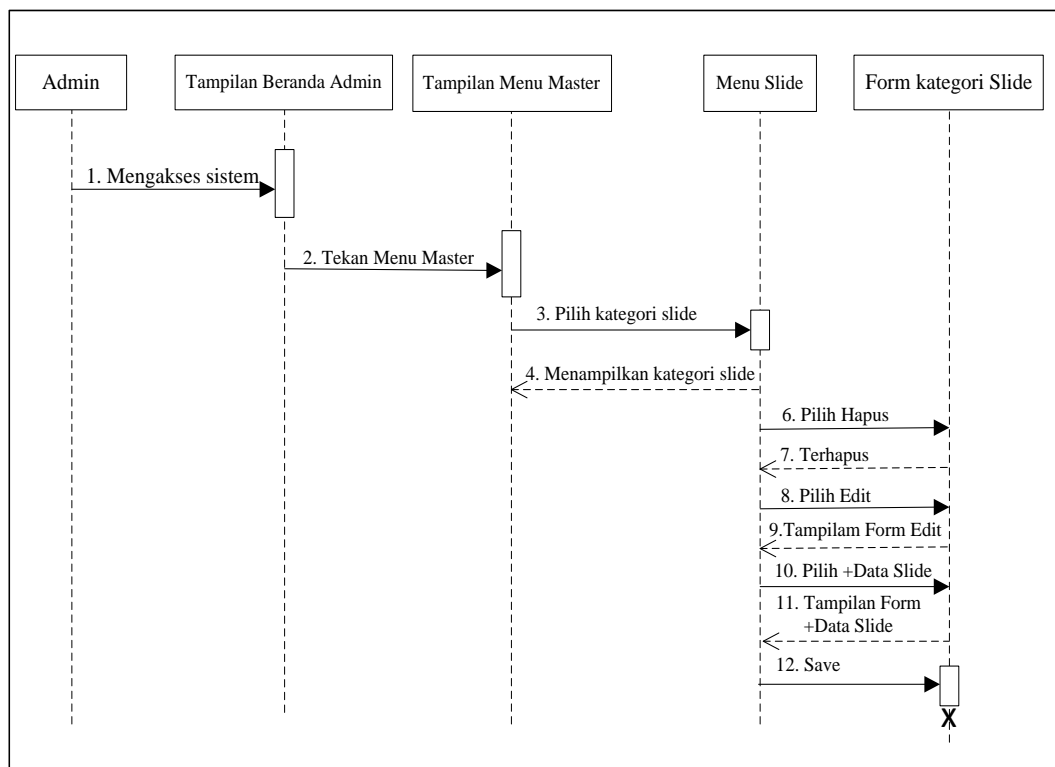 Admin
Tampilan Beranda Admin
Tampilan Menu Master
Menu Slide
Form kategori Slide
1. Mengakses sistem
2. Tekan Menu Master
3. Pilih kategori slide
4. Menampilkan kategori slide
6. Pilih Hapus
7. Terhapus
8. Pilih Edit
9.Tampilam Form Edit
10. Pilih +Data Slide
11. Tampilan Form
+Data Slide
12. Save
X